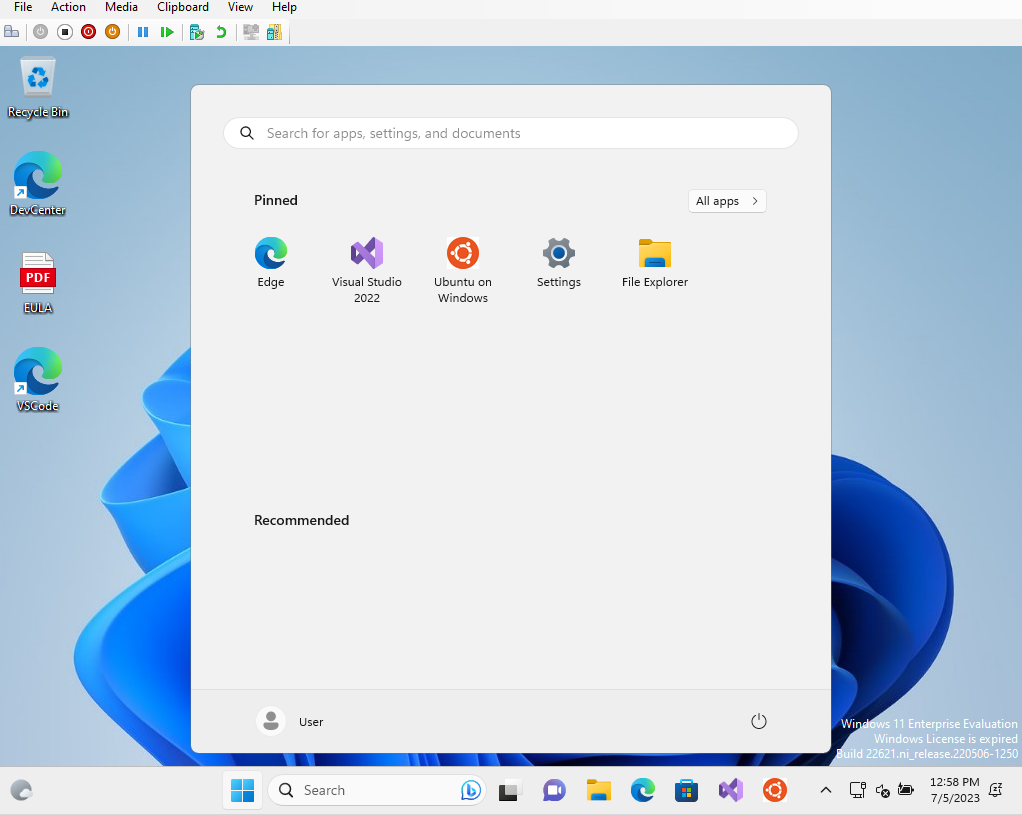 File Action Media Clipboard View Help
Recycle Bin
DevCenter
PDF
EULA
VSCode
Search for apps, settings, and documents
Pinned
All apps
Edge
Visual Studio
2022
Ubuntu on
Windows
Settings
File Explorer
Recommended
User
Windows 11 Enterprise Evaluation
Windows License is expired
Build 22621.ni_release.220506-1250
Search
12:58 PM
7/5/2023